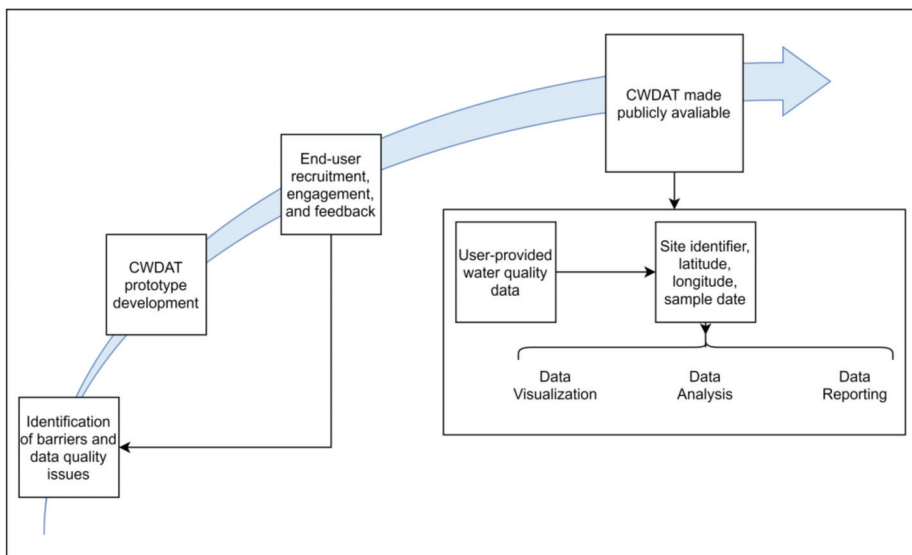 CWDAT made
publicly avaliable
End-user
recruitment,
engagement,
and feedback
CWDAT
prototype
development
Identification
of barriers and
data quality
issues
User-provided
water quality
data
Site identifier,
latitude,
longitude,
sample date
Data
Visualization
Data
Analysis
Data
Reporting